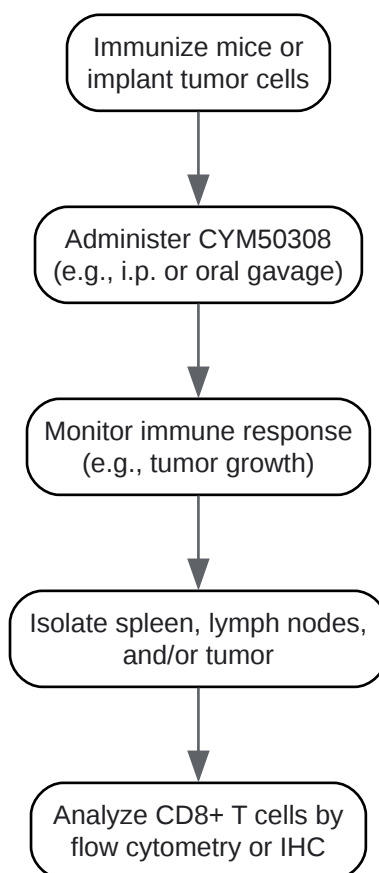 Immunize mice or
implant tumor cells
Administer CYM50308
(e.g., i.p. or oral gavage)
Monitor immune response
(e.g., tumor growth)
Isolate spleen, lymph nodes,
and/or tumor
Analyze CD8+ T cells by
flow cytometry or IHC